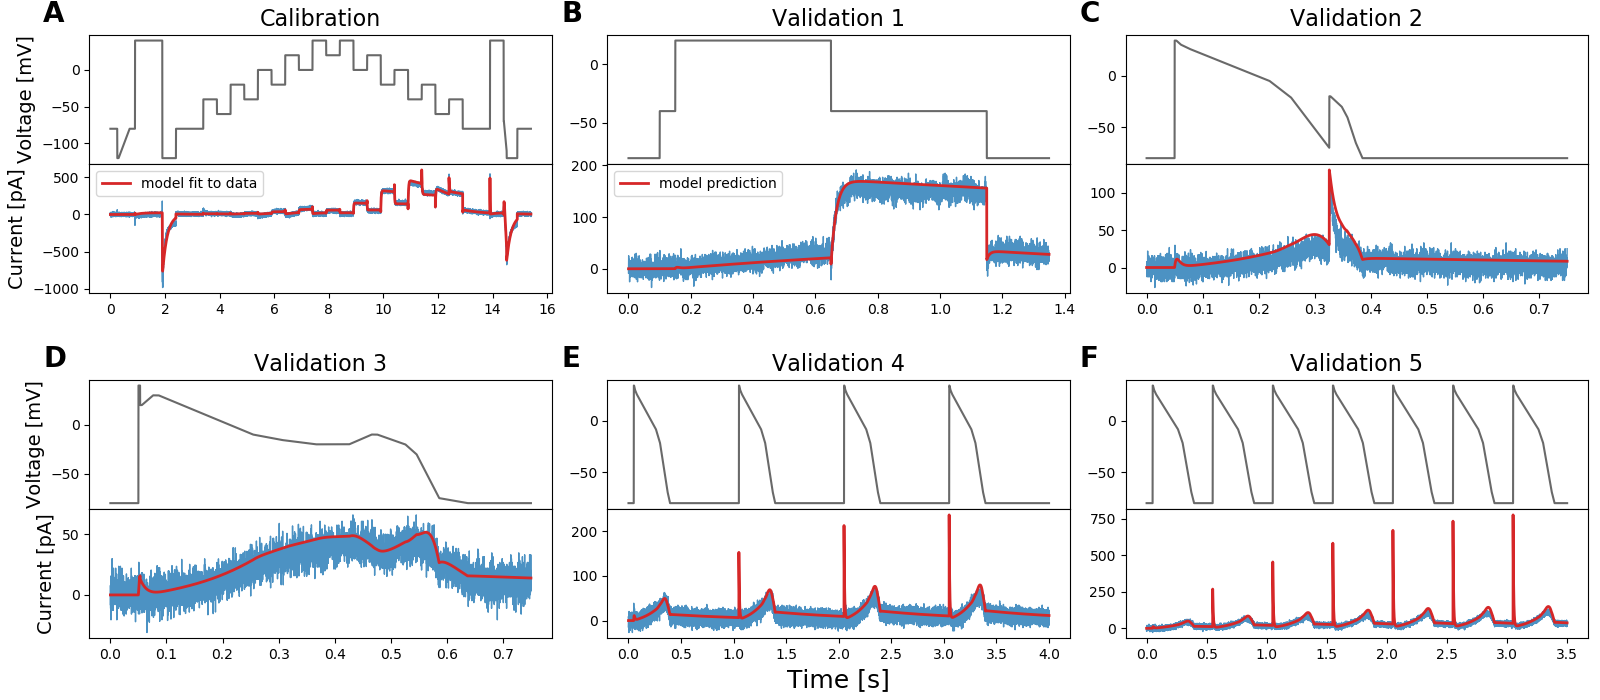 A Calibration
B Validation 1
C Validation 2
Voltage [mV]
0
−50
−100
0
−50
0
−50
Current [pA]
500
0
−500
−1000
model fit to data
0 2 4 6 8 10 12 14 16
200
100
0
model prediction
0.0 0.2 0.4 0.6 0.8 1.0 1.2 1.4
100
50
0
0.0 0.1 0.2 0.3 0.4 0.5 0.6 0.7
D Validation 3
E Validation 4
F Validation 5
Voltage [mV]
0
−50
0
−50
0
−50
Current [pA]
50
0
0.0 0.1 0.2 0.3 0.4 0.5 0.6 0.7
200
100
0
0.0 0.5 1.0 1.5 2.0 2.5 3.0 3.5 4.0
750
500
250
0
0.0 0.5 1.0 1.5 2.0 2.5 3.0 3.5
Time [s]